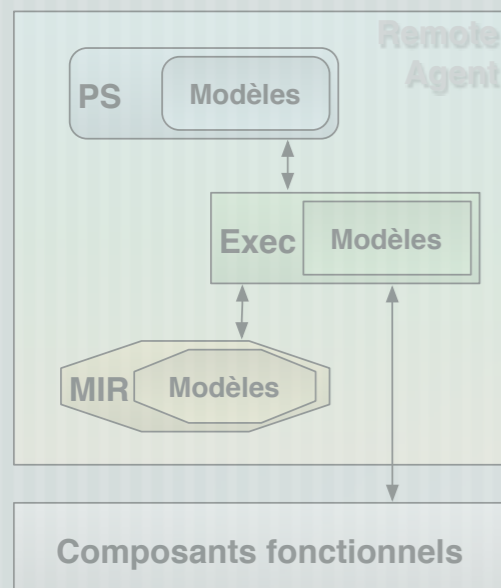 Remote
Agent
PS
Modèles
Exec
Modèles
MIR
Modèles
Composants fonctionnels